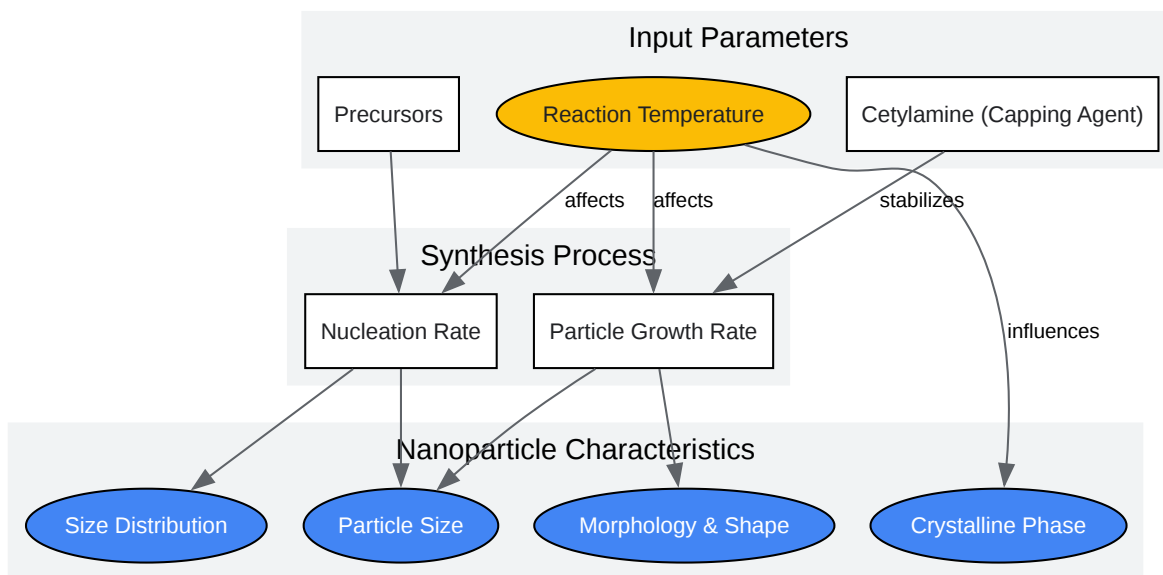 Input Parameters
Precursors
Reaction Temperature
Cetylamine (Capping Agent)
affects
affects
stabilizes
Synthesis Process
Nucleation Rate
Particle Growth Rate
influences
Nanoparticle Characteristics
Size Distribution
Particle Size
Morphology & Shape
Crystalline Phase